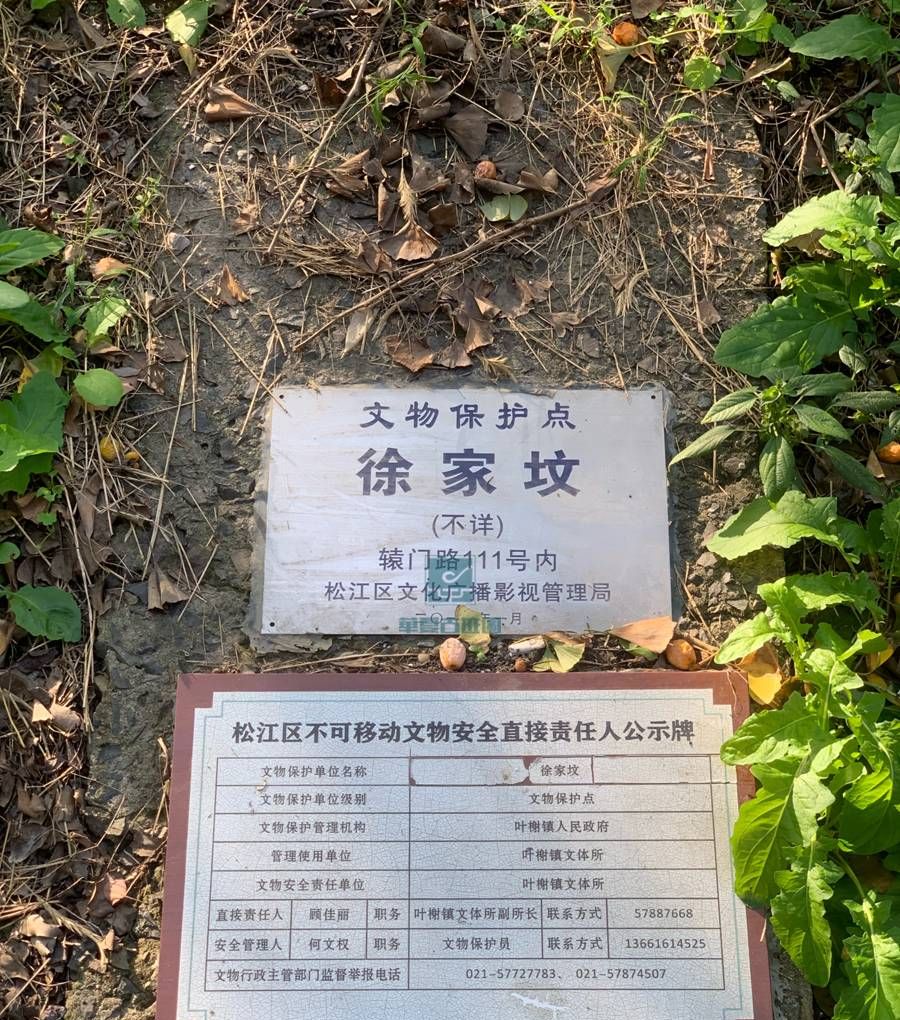 文物保护点
徐家坟
(不详)
辕门路111号内
松江区文化广播影视管理局
松江区不可移动文物安全直接责任人公示牌
文物保护单位名称 徐家坟
文物保护单位级别 文物保护点
文物保护管理机构 叶榭镇人民政府
管理使用单位 叶榭镇文体所
文物安全责任单位 叶榭镇文体所
直接责任人 顾佳丽 职务 叶榭镇文体所副所长 联系方式 57887668
安全管理人 何文权 职务 文物保护员 联系方式 13661614525
文物行政主管部门监督举报电话 021-57727783、 021-57874507